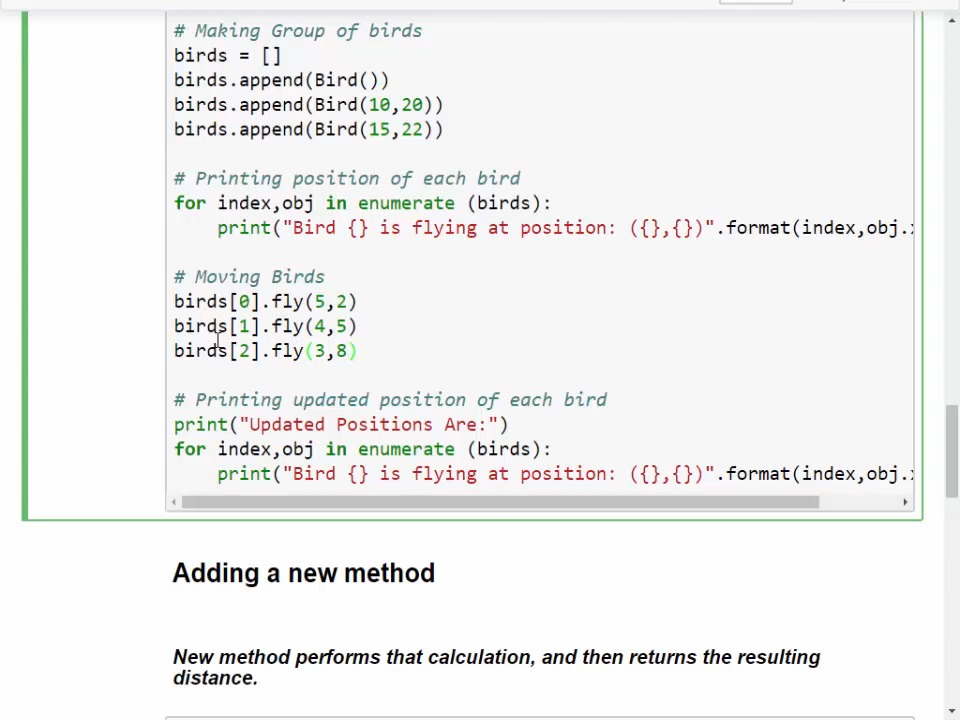 # Making Group of birds
birds = []
birds.append(Bird())
birds.append(Bird(10,20))
birds.append(Bird(15,22))
# Printing position of each bird
for index,obj in enumerate (birds):
print("Bird {} is flying at position: ({},{})".format(index,obj.
# Moving Birds
birds[0].fly(5,2)
birds[1].fly(4,5)
birds[2].fly(3,8)
# Printing updated position of each bird
print("Updated Positions Are:")
for index,obj in enumerate (birds):
print("Bird {} is flying at position: ({},{})".format(index,obj.
Adding a new method
New method performs that calculation, and then returns the resulting
distance.